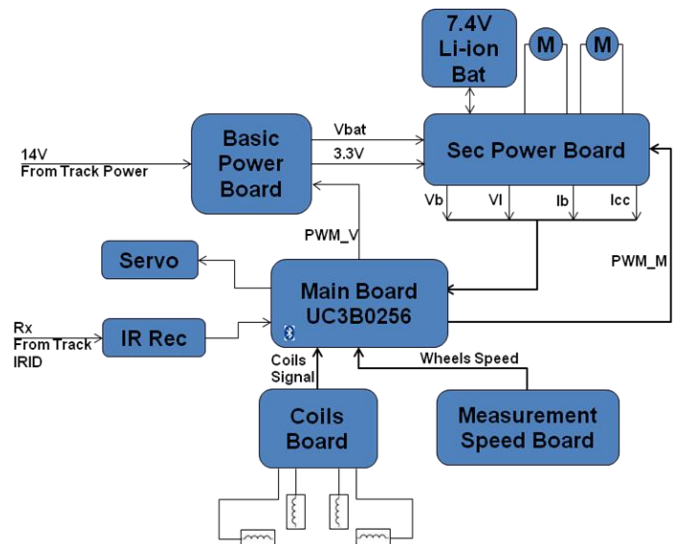 7.4V
Li-ion
Bat
M
M
Basic
Power
Board
Vbat
3.3V
Sec Power Board
14V
From Track Power
Vb
VI
Ib
Icc
PWM_V
PWM_M
Servo
Main Board
UC3B0256
Rx
From Track
IRID
IR Rec
Coils
Signal
Wheels Speed
Coils
Board
Measurement
Speed Board